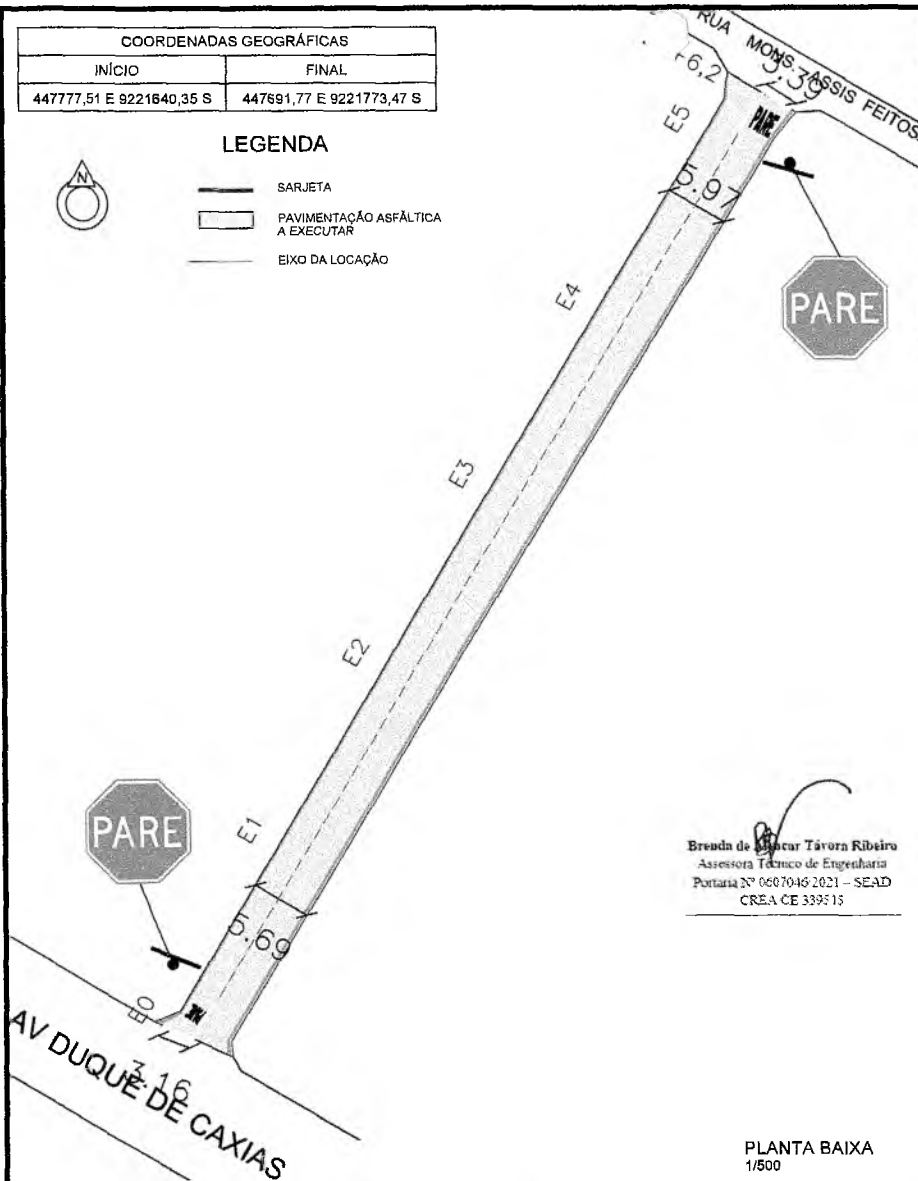 COORDENADAS GEOGRÁFICAS
INÍCIO FINAL
447777,51 E 9221640,35 S 447691,77 E 9221773,47 S
LEGENDA
N
SARJETA
PAVIMENTAÇÃO ASFÁLTICA
A EXECUTAR
EIXO DA LOCAÇÃO
RUA MONS. ASSIS FEITOSA
3.39
+6,2
E5
PARE
5.97
PARE
E4
E3
E2
E1
PARE
5.69
E0
AV DUQUE DE CAXIAS
3.16
Brenda de Távora Ribeiro
Assessora Técnico de Engenharia
Portaria Nº 0607046/2021 – SEAD
CREA CE 339515
PLANTA BAIXA
1/500